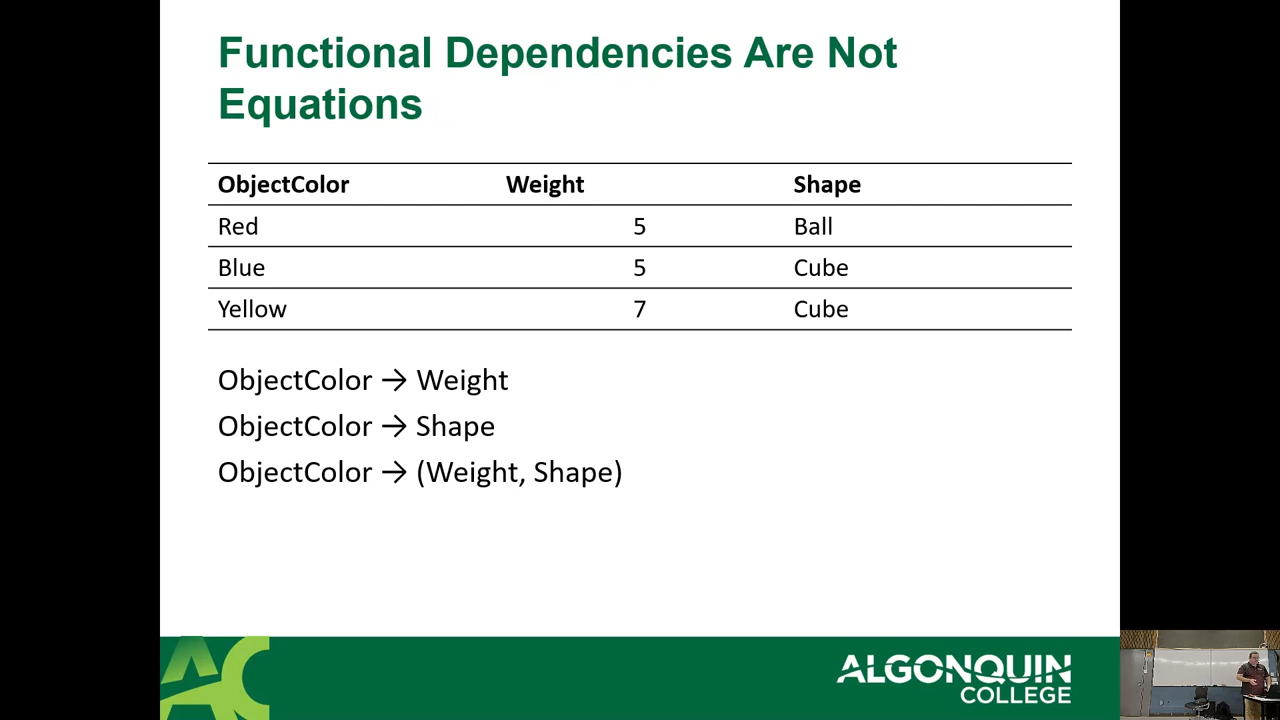 Functional Dependencies Are Not
Equations
ObjectColor Weight Shape
Red 5 Ball
Blue 5 Cube
Yellow 7 Cube
ObjectColor → Weight
ObjectColor → Shape
ObjectColor → (Weight, Shape)
AC
ALGONQUIN
COLLEGE